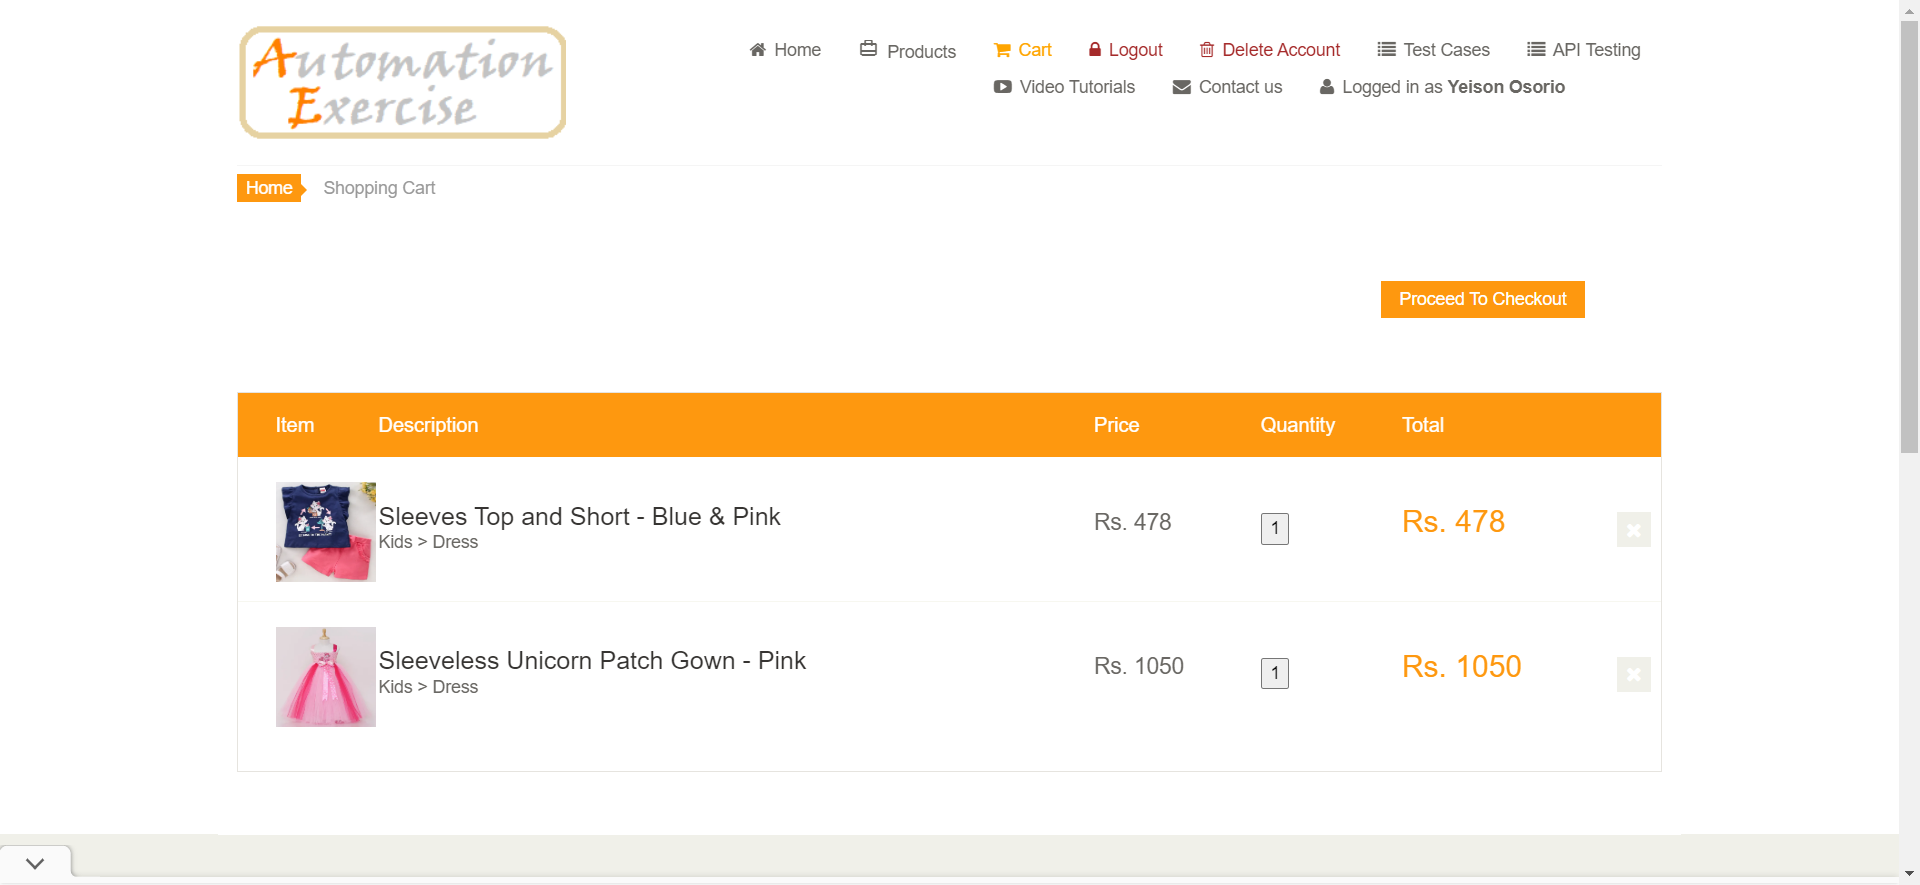 Automation
Exercise
Home
Products
Cart
Logout
Delete Account
Test Cases
API Testing
Video Tutorials
Contact us
Logged in as Yeison Osorio
Home
Shopping Cart
Proceed To Checkout
Item Description Price Quantity Total
Sleeves Top and Short - Blue & Pink
Kids > Dress
Rs. 478
1
Rs. 478
Sleeveless Unicorn Patch Gown - Pink
Kids > Dress
Rs. 1050
1
Rs. 1050